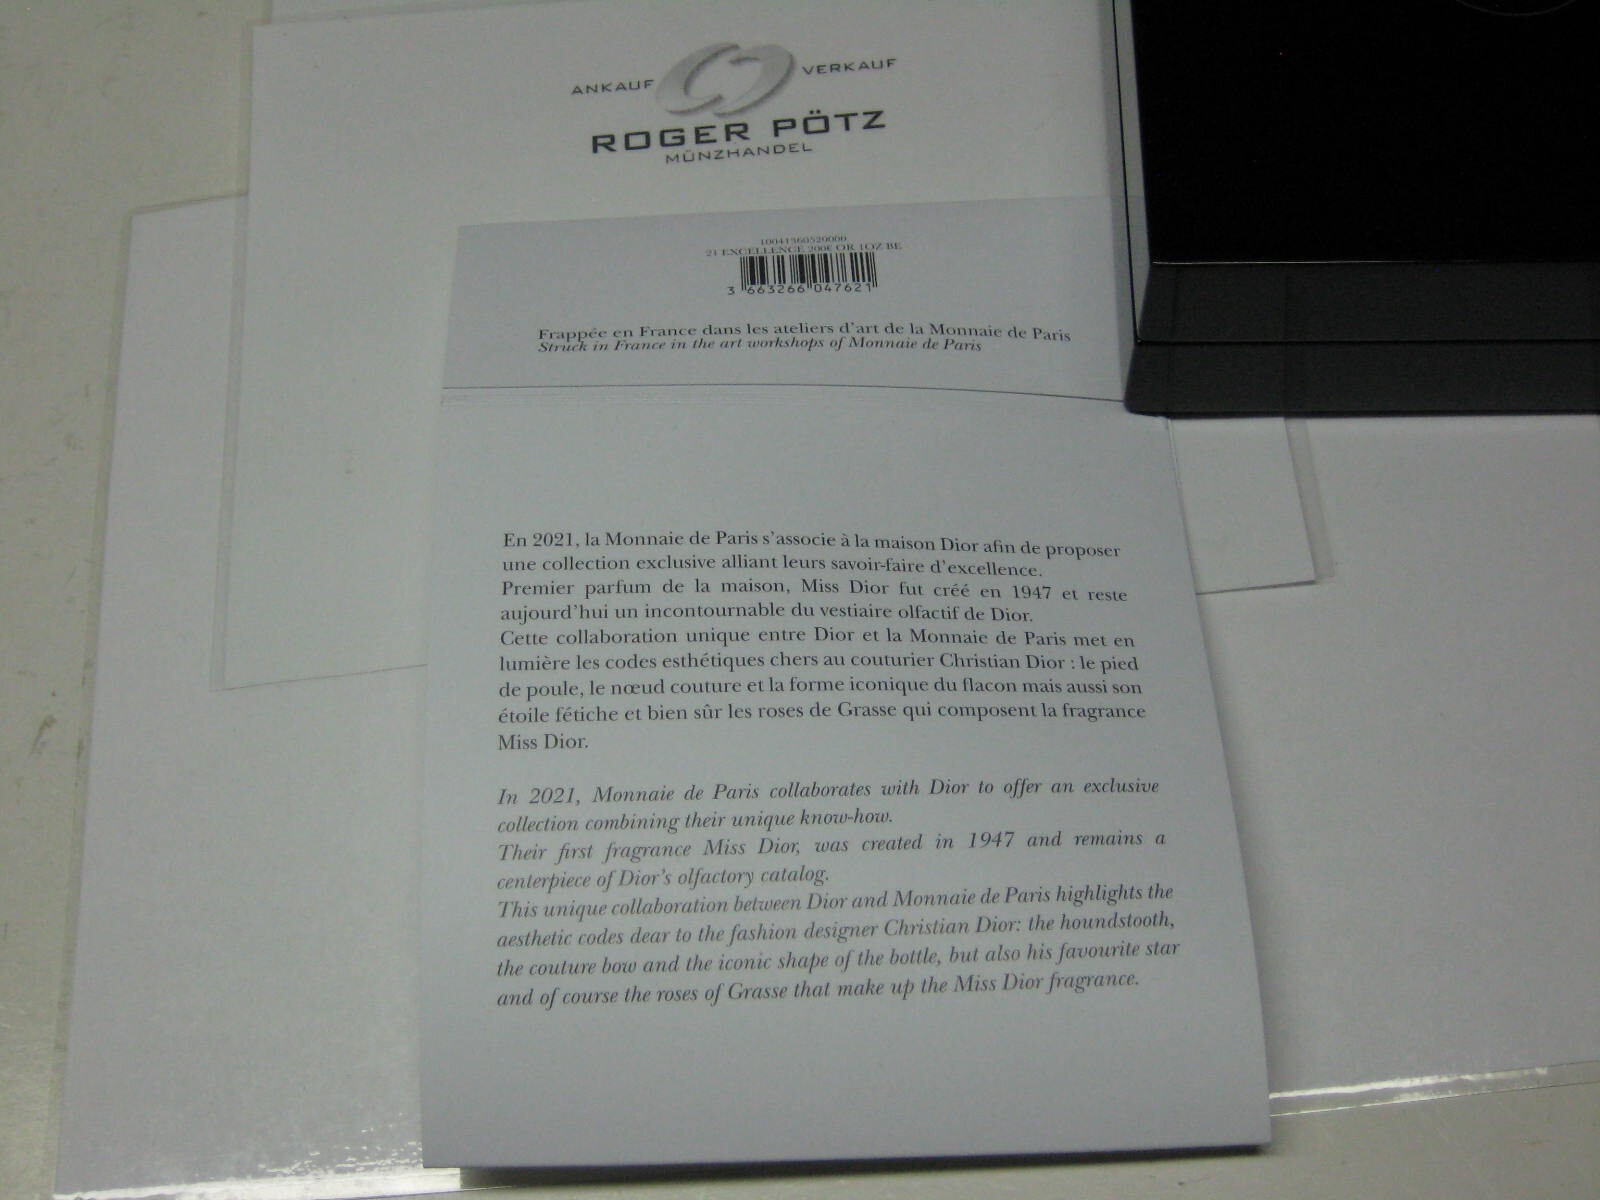 ANKAUF VERKAUF
ROGER PÖTZ
MÜNZHANDEL
10041360520000
21 EXCELLENCE 200€ OR 1OZ BE
3 663266 047621
Frappée en France dans les ateliers d'art de la Monnaie de Paris
Struck in France in the art workshops of Monnaie de Paris
En 2021, la Monnaie de Paris s'associe à la maison Dior afin de proposer
une collection exclusive alliant leurs savoir-faire d'excellence.
Premier parfum de la maison, Miss Dior fut créé en 1947 et reste
aujourd'hui un incontournable du vestiaire olfactif de Dior.
Cette collaboration unique entre Dior et la Monnaie de Paris met en
lumière les codes esthétiques chers au couturier Christian Dior : le pied
de poule, le nœud couture et la forme iconique du flacon mais aussi son
étoile fétiche et bien sûr les roses de Grasse qui composent la fragrance
Miss Dior.
In 2021, Monnaie de Paris collaborates with Dior to offer an exclusive
collection combining their unique know-how.
Their first fragrance Miss Dior, was created in 1947 and remains a
centerpiece of Dior's olfactory catalog.
This unique collaboration between Dior and Monnaie de Paris highlights the
aesthetic codes dear to the fashion designer Christian Dior: the houndstooth,
the couture bow and the iconic shape of the bottle, but also his favourite star
and of course the roses of Grasse that make up the Miss Dior fragrance.